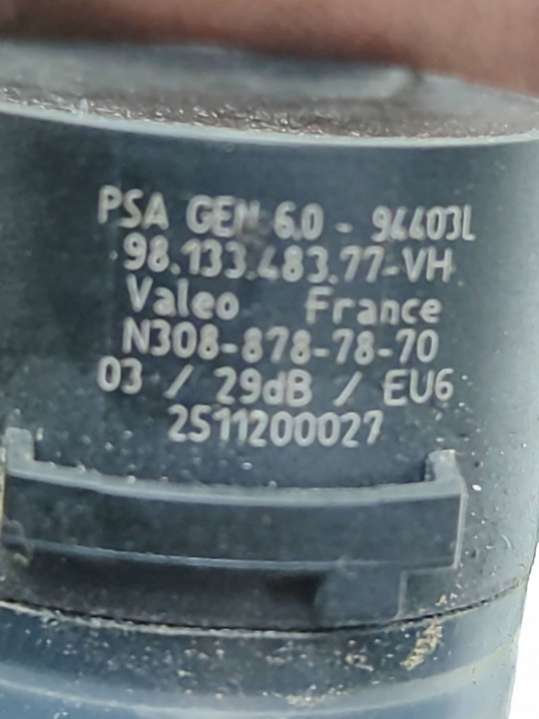 PSA GEN 6.0 - 94403L
98.133.483.77-VH
Valeo France
N308-878-78-70
03 / 29dB / EU6
2511200027